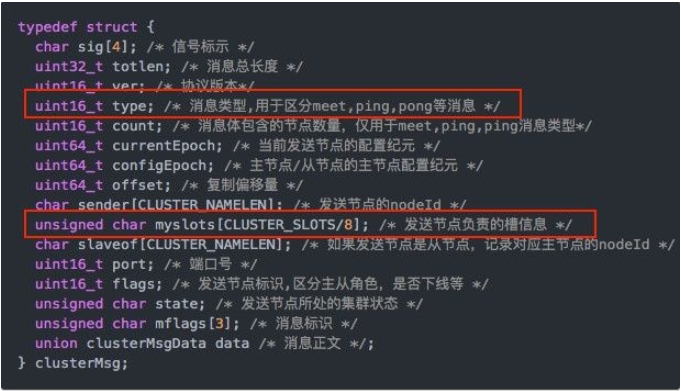 typedef struct {
char sig[4]; /* 信号标示 */
uint32_t totlen; /* 消息总长度 */
uint16_t ver; /* 协议版本*/
uint16_t type; /* 消息类型,用于区分meet,ping,pong等消息 */
uint16_t count; /* 消息体包含的节点数量，仅用于meet,ping,ping消息类型*/
uint64_t currentEpoch; /* 当前发送节点的配置纪元 */
uint64_t configEpoch; /* 主节点/从节点的主节点配置纪元 */
uint64_t offset; /* 复制偏移量 */
char sender[CLUSTER_NAMELEN]; /* 发送节点的nodeId */
unsigned char myslots[CLUSTER_SLOTS/8]; /* 发送节点负责的槽信息 */
char slaveof[CLUSTER_NAMELEN]; /* 如果发送节点是从节点，记录对应主节点的nodeId */
uint16_t port; /* 端口号 */
uint16_t flags; /* 发送节点标识,区分主从角色，是否下线等 */
unsigned char state; /* 发送节点所处的集群状态 */
unsigned char mflags[3]; /* 消息标识 */
union clusterMsgData data /* 消息正文 */;
} clusterMsg;